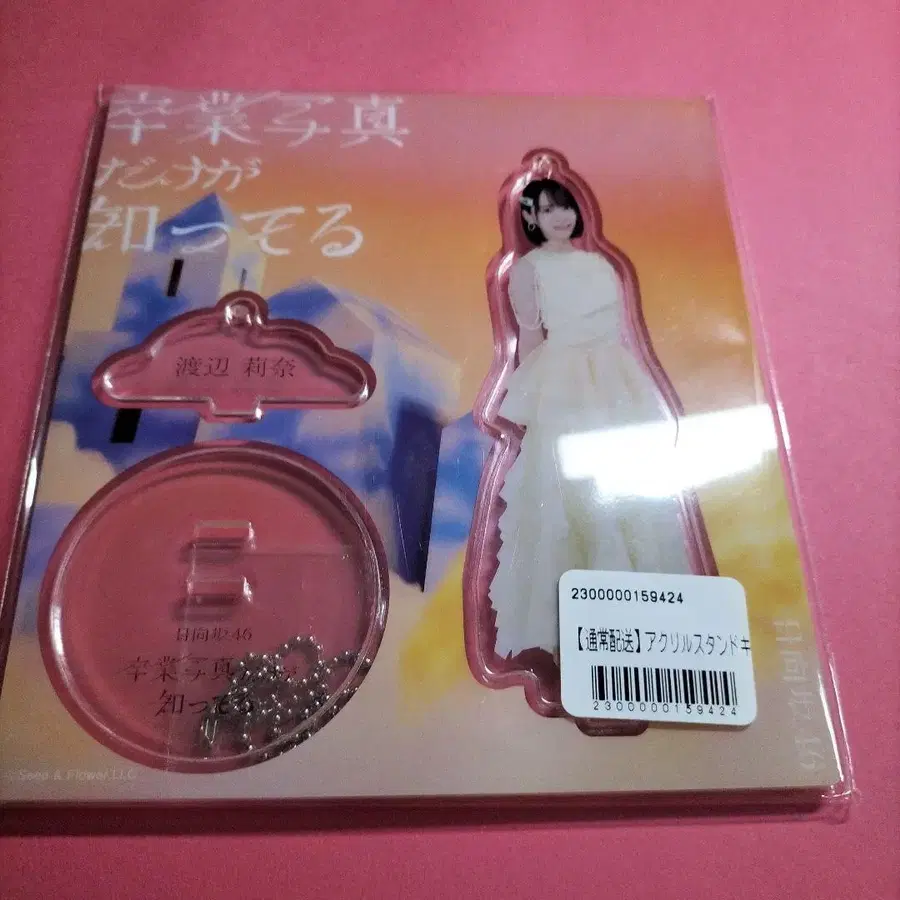 卒業写真
だけが
知ってる
渡辺 莉奈
日向坂46
卒業写真だけが
知ってる
Seed & Flower LLC
2300000159424
【通常配送】アクリルスタンドキ
2300000159424
日向坂46